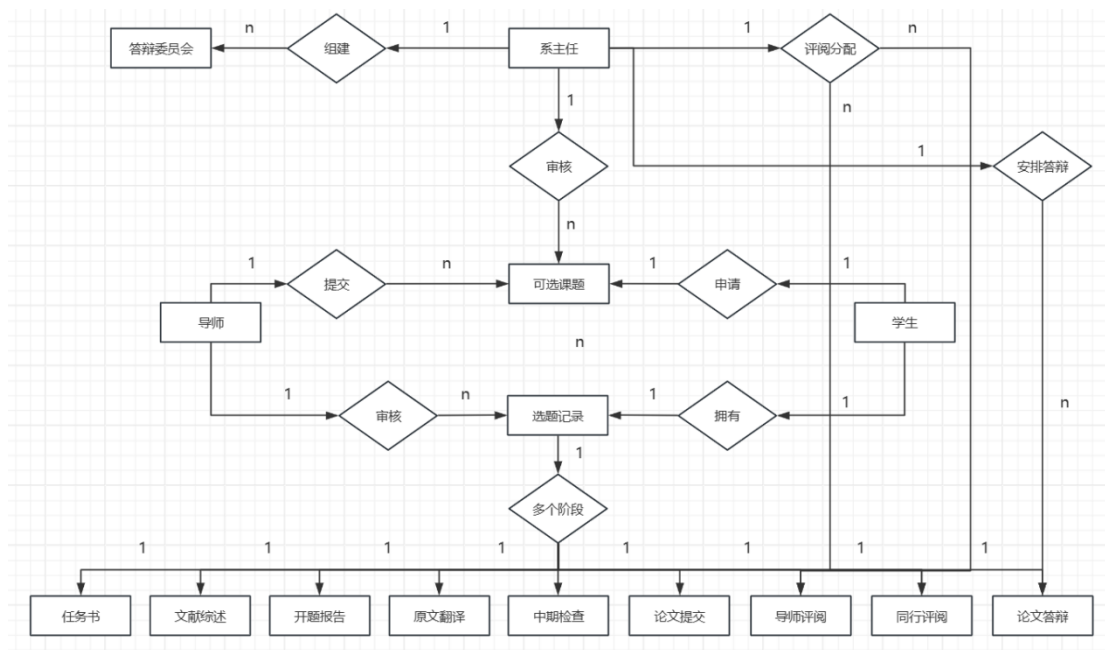 n 1 1 n
答辩委员会 组建 系主任 评阅分配
1 n
审核 1 安排答辩
n
1 n 1 1
提交 可选课题 申请
导师 学生
n
1 n 1 1 n
审核 选题记录 拥有
1
多个阶段
1 1 1 1 1 1 1 1
任务书 文献综述 开题报告 原文翻译 中期检查 论文提交 导师评阅 同行评阅 论文答辩